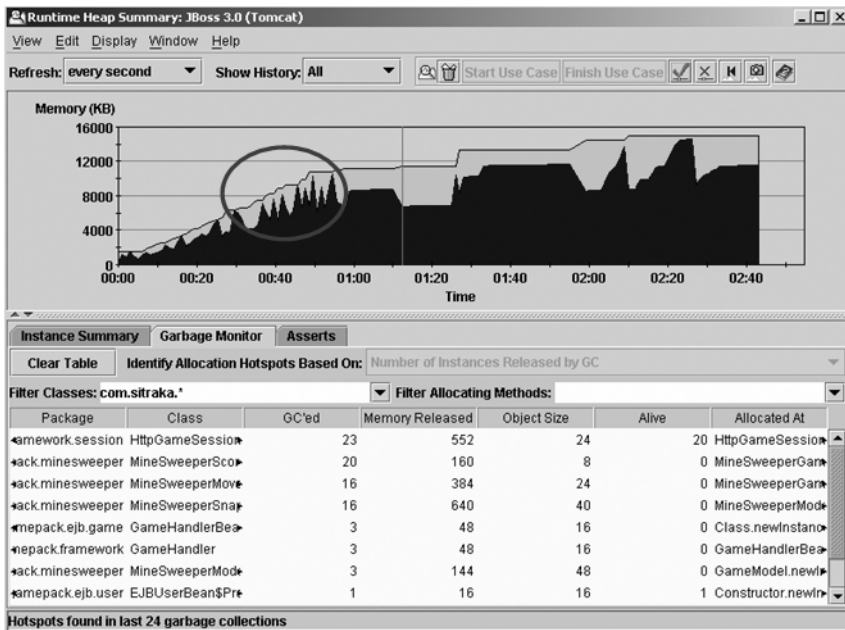 Runtime Heap Summary: JBoss 3.0 (Tomcat)
View Edit Display Window Help
Refresh: every second Show History: All Start Use Case Finish Use Case
Memory (KB)
16000
12000
8000
4000
0
00:00 00:20 00:40 01:00 01:20 01:40 02:00 02:20 02:40
Time
Instance Summary Garbage Monitor Asserts
Clear Table Identify Allocation Hotspots Based On: Number of Instances Released by GC
Filter Classes: com.sitraka.* Filter Allocating Methods:
Package Class GC'ed Memory Released Object Size Alive Allocated At
amework.session HttpGameSession 23 552 24 20 HttpGameSession
ack.minesweeper MineSweeperSco 20 160 8 0 MineSweeperGam
ack.minesweeper MineSweeperMove 16 384 24 0 MineSweeperGam
ack.minesweeper MineSweeperSnap 16 640 40 0 MineSweeperMode
mepack.ejb.game GameHandlerBea 3 48 16 0 Class.newInstanc
nepack.framework GameHandler 3 48 16 0 GameHandlerBea
ack.minesweeper MineSweeperMode 3 144 48 0 GameModel.newIn
amepack.ejb.user EJBUserBean$Pre 1 16 16 1 Constructor.newIn
Hotspots found in last 24 garbage collections